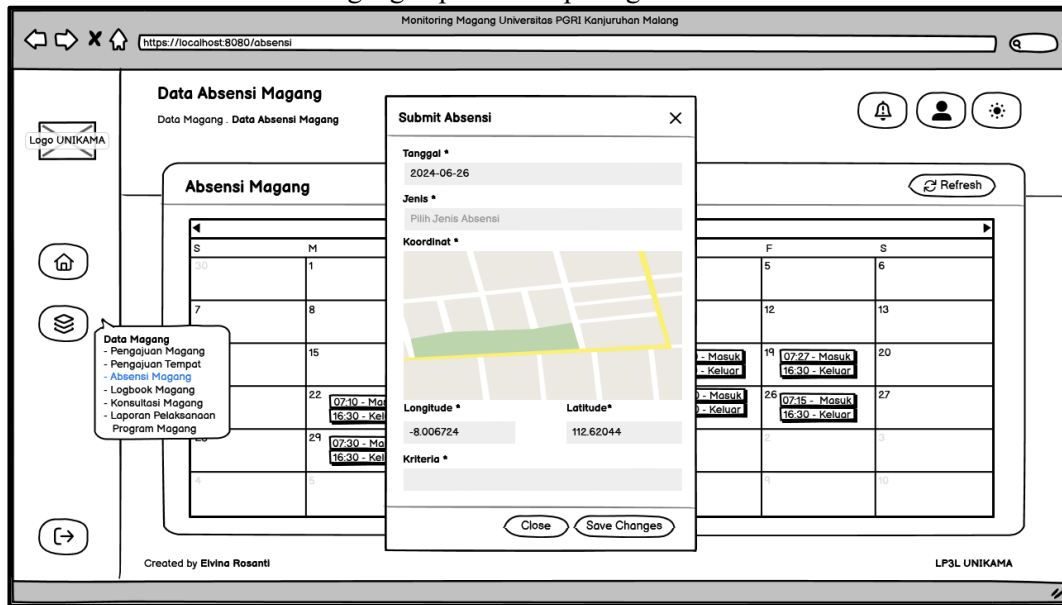 Monitoring Magang Universitas PGRI Kanjuruhan Malang
https://localhost:8080/absensi
Data Absensi Magang
Data Magang . Data Absensi Magang
Logo UNIKAMA
Submit Absensi
Tanggal *
2024-06-26
Jenis *
Pilih Jenis Absensi
Koordinat *
Longitude * Latitude*
-8.006724 112.62044
Kriteria *
Close Save Changes
Absensi Magang
Refresh
S M F S
30 1 5 6
7 8 12 13
15 19 20
- Masuk 07:27 - Masuk
- Keluar 16:30 - Keluar
22 26 27
07:10 - Mas - Masuk 07:15 - Masuk
16:30 - Kel - Keluar 16:30 - Keluar
29 2 3
07:30 - Ma
16:30 - Kel
4 5 9 10
Data Magang
- Pengajuan Magang
- Pengajuan Tempat
- Absensi Magang
- Logbook Magang
- Konsultasi Magang
- Laporan Pelaksanaan
Program Magang
Created by Elvina Rosanti
LP3L UNIKAMA